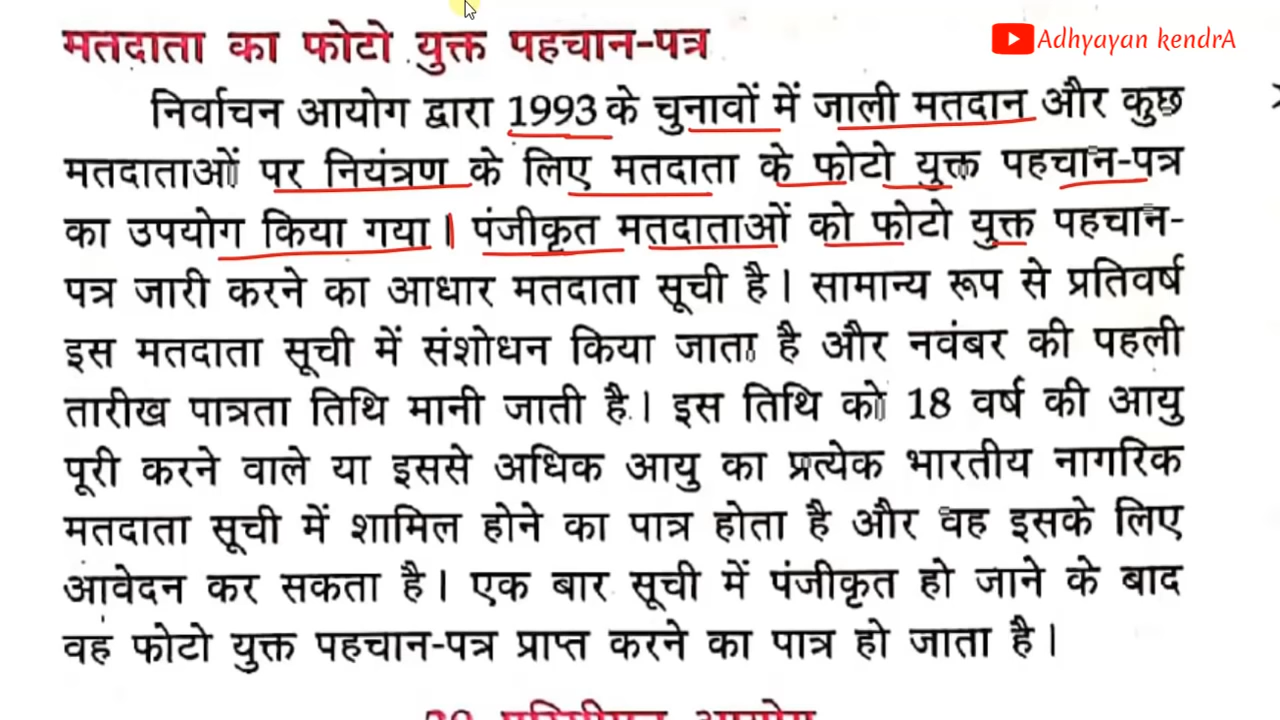 मतदाता का फोटो युक्त पहचान-पत्र
Adhyayan kendrA
निर्वाचन आयोग द्वारा 1993 के चुनावों में जाली मतदान और कुछ
मतदाताओं पर नियंत्रण के लिए मतदाता के फोटो युक्त पहचान-पत्र
का उपयोग किया गया। पंजीकृत मतदाताओं को फोटो युक्त पहचान-
पत्र जारी करने का आधार मतदाता सूची है। सामान्य रूप से प्रतिवर्ष
इस मतदाता सूची में संशोधन किया जाता है और नवंबर की पहली
तारीख पात्रता तिथि मानी जाती है। इस तिथि को 18 वर्ष की आयु
पूरी करने वाले या इससे अधिक आयु का प्रत्येक भारतीय नागरिक
मतदाता सूची में शामिल होने का पात्र होता है और वह इसके लिए
आवेदन कर सकता है। एक बार सूची में पंजीकृत हो जाने के बाद
वह फोटो युक्त पहचान-पत्र प्राप्त करने का पात्र हो जाता है।
आयोग